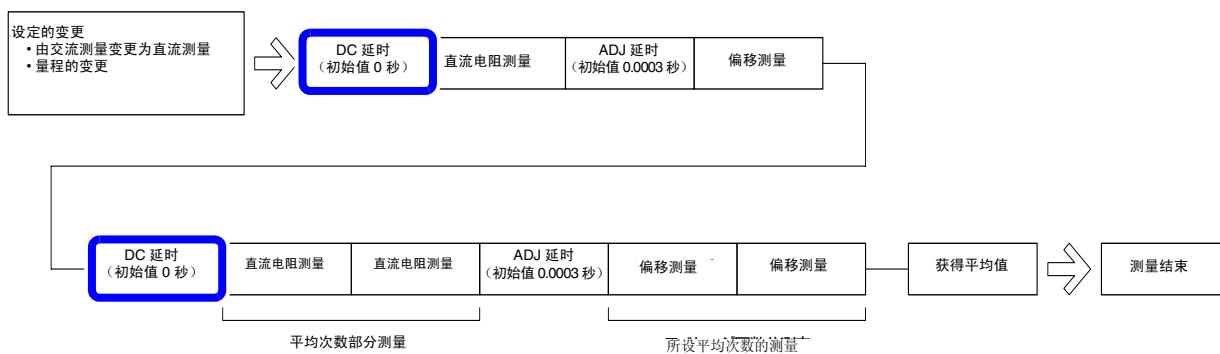 设定的变更
• 由交流测量变更为直流测量
• 量程的变更
DC 延时
（初始值 0 秒）
直流电阻测量
ADJ 延时
（初始值 0.0003 秒）
偏移测量
DC 延时
（初始值 0 秒）
直流电阻测量
直流电阻测量
ADJ 延时
（初始值 0.0003 秒）
偏移测量
偏移测量
获得平均值
测量结束
平均次数部分测量
所设平均次数的测量